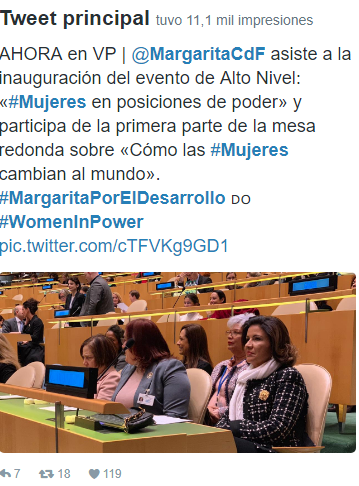 Tweet principal tuvo 11,1 mil impresiones
AHORA en VP | @MargaritaCdF asiste a la
inauguración del evento de Alto Nivel:
«#Mujeres en posiciones de poder» y
participa de la primera parte de la mesa
redonda sobre «Cómo las #Mujeres
cambian al mundo».
#MargaritaPorElDesarrollo DO
#WomenInPower
pic.twitter.com/cTFVKg9GD1
7 18 119